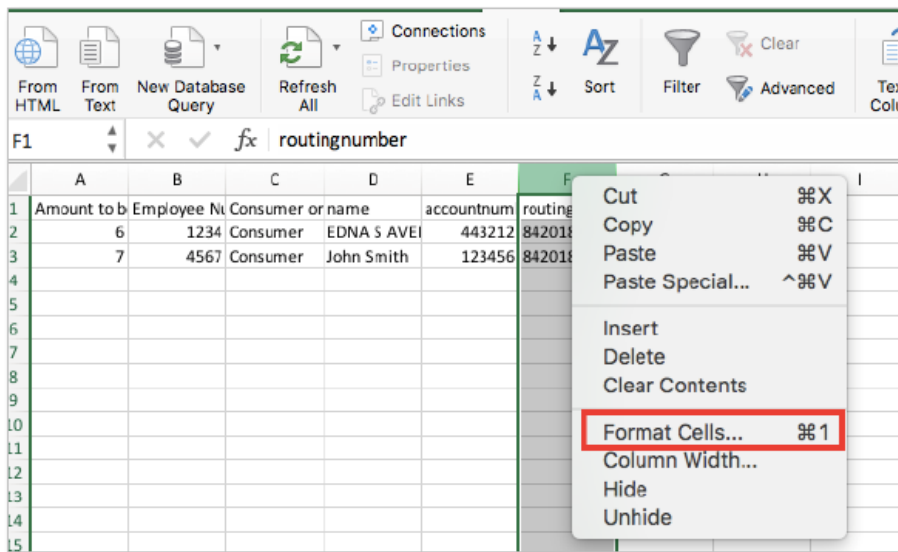 Connections
Properties
Edit Links
From HTML
From Text
New Database Query
Refresh All
A Z
Z A
AZ
Sort
Filter
Clear
Advanced
F1 fx routingnumber
A B C D E F I
1 Amount to b Employee Nu Consumer or name accountnum routing
2 6 1234 Consumer EDNA S AVE 443212 842018
3 7 4567 Consumer John Smith 123456 842018
4
5
6
7
8
9
10
11
12
13
14
15
Cut ⌘X
Copy ⌘C
Paste ⌘V
Paste Special... ^⌘V
Insert
Delete
Clear Contents
Format Cells... ⌘1
Column Width...
Hide
Unhide